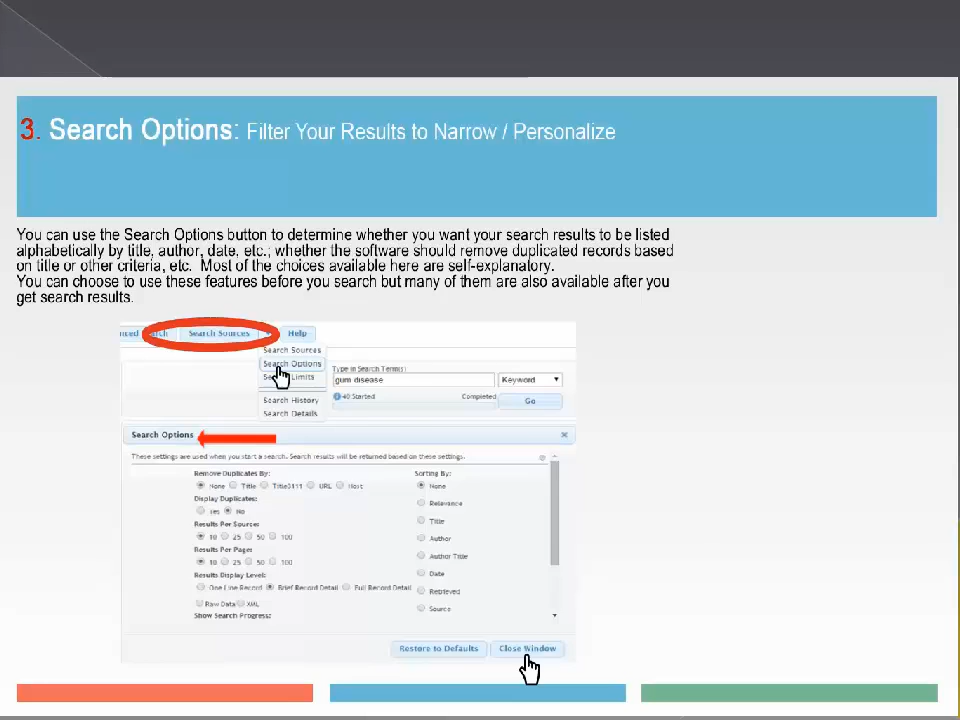 3. Search Options: Filter Your Results to Narrow / Personalize
You can use the Search Options button to determine whether you want your search results to be listed
alphabetically by title, author, date, etc.; whether the software should remove duplicated records based
on title or other criteria, etc. Most of the choices available here are self-explanatory.
You can choose to use these features before you search but many of them are also available after you
get search results.
Search Sources Help
Search Sources
Search Options
Limits
Search History
Search Details
Type in Search Terms:
gum disease Keyword
40 Started Completed Go
Search Options
These settings are used when you start a search. Search results will be returned based on these settings.
Remove Duplicates By:
None Title Title3111 URL Host
Display Duplicates:
Yes No
Results Per Source:
10 25 50 100
Results Per Page:
10 25 50 100
Results Display Level:
One Line Record Brief Record Detail Full Record Detail
Raw Data XML
Show Search Progress:
Sorting By:
None
Relevance
Title
Author
Author Title
Date
Retrieved
Source
Restore to Defaults Close Window